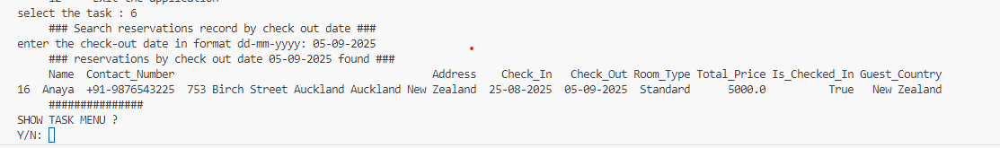 select the task : 6
### Search reservations record by check out date ###
enter the check-out date in format dd-mm-yyyy: 05-09-2025
### reservations by check out date 05-09-2025 found ###
Name Contact_Number Address Check_In Check_Out Room_Type Total_Price Is_Checked_In Guest_Country
16 Anaya +91-9876543225 753 Birch Street Auckland Auckland New Zealand 25-08-2025 05-09-2025 Standard 5000.0 True New Zealand
###############
SHOW TASK MENU ?
Y/N: